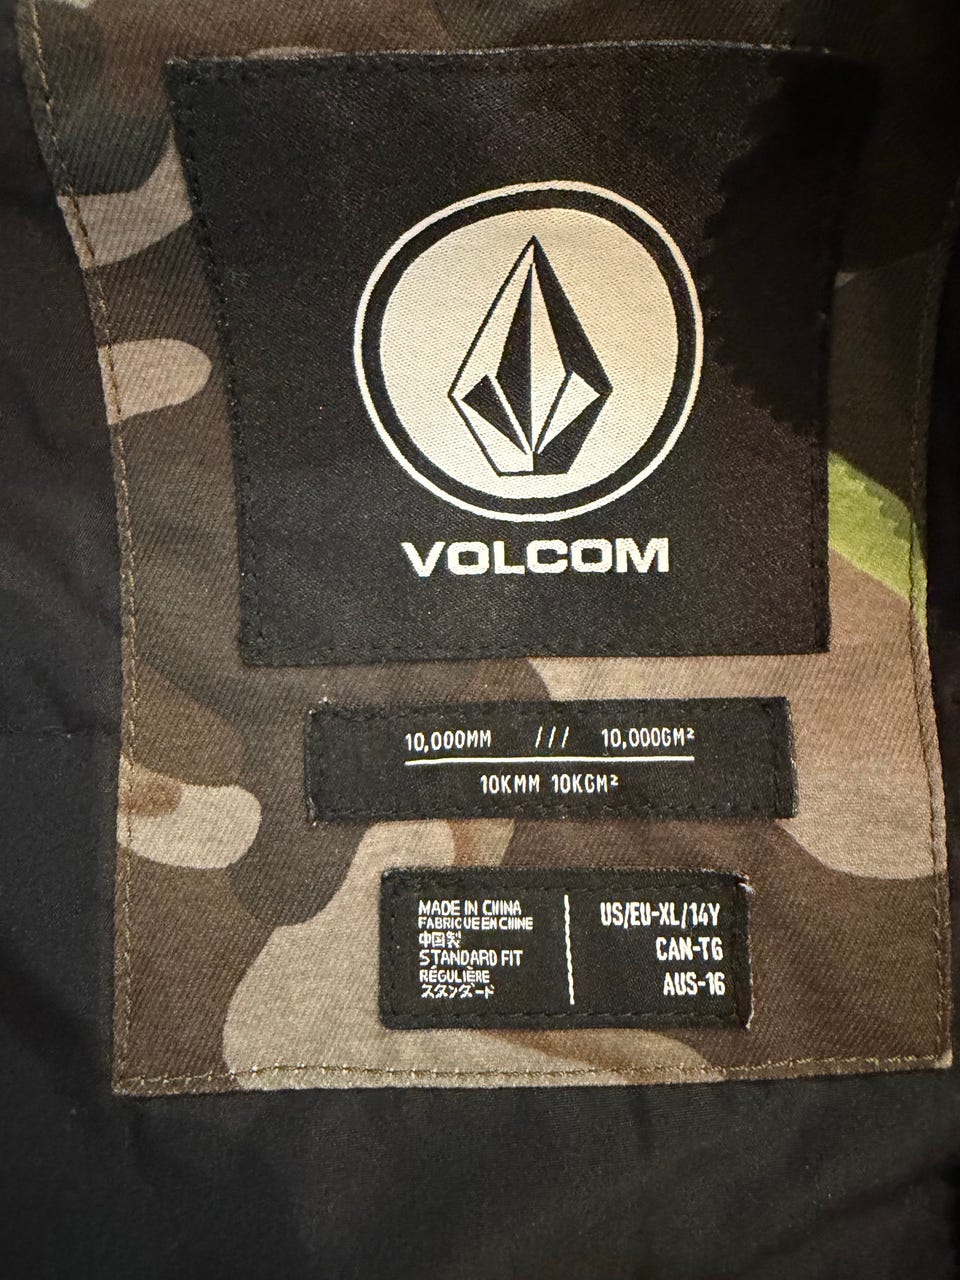 VOLCOM
10,000MM /// 10,000GM²
10KMM 10KGM²
MADE IN CHINA
FABRIQUE EN CHINE
中国製
STANDARD FIT
RÉGULIÈRE
スタンダード
US/EU-XL/14Y
CAN-TG
AUS-16